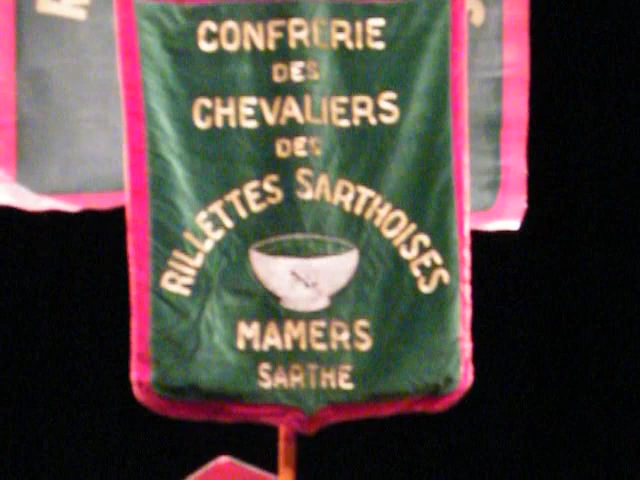 CONFRERIE
DES
CHEVALIERS
DES
RILLETTES SARTHOISES
MAMERS
SARTHE